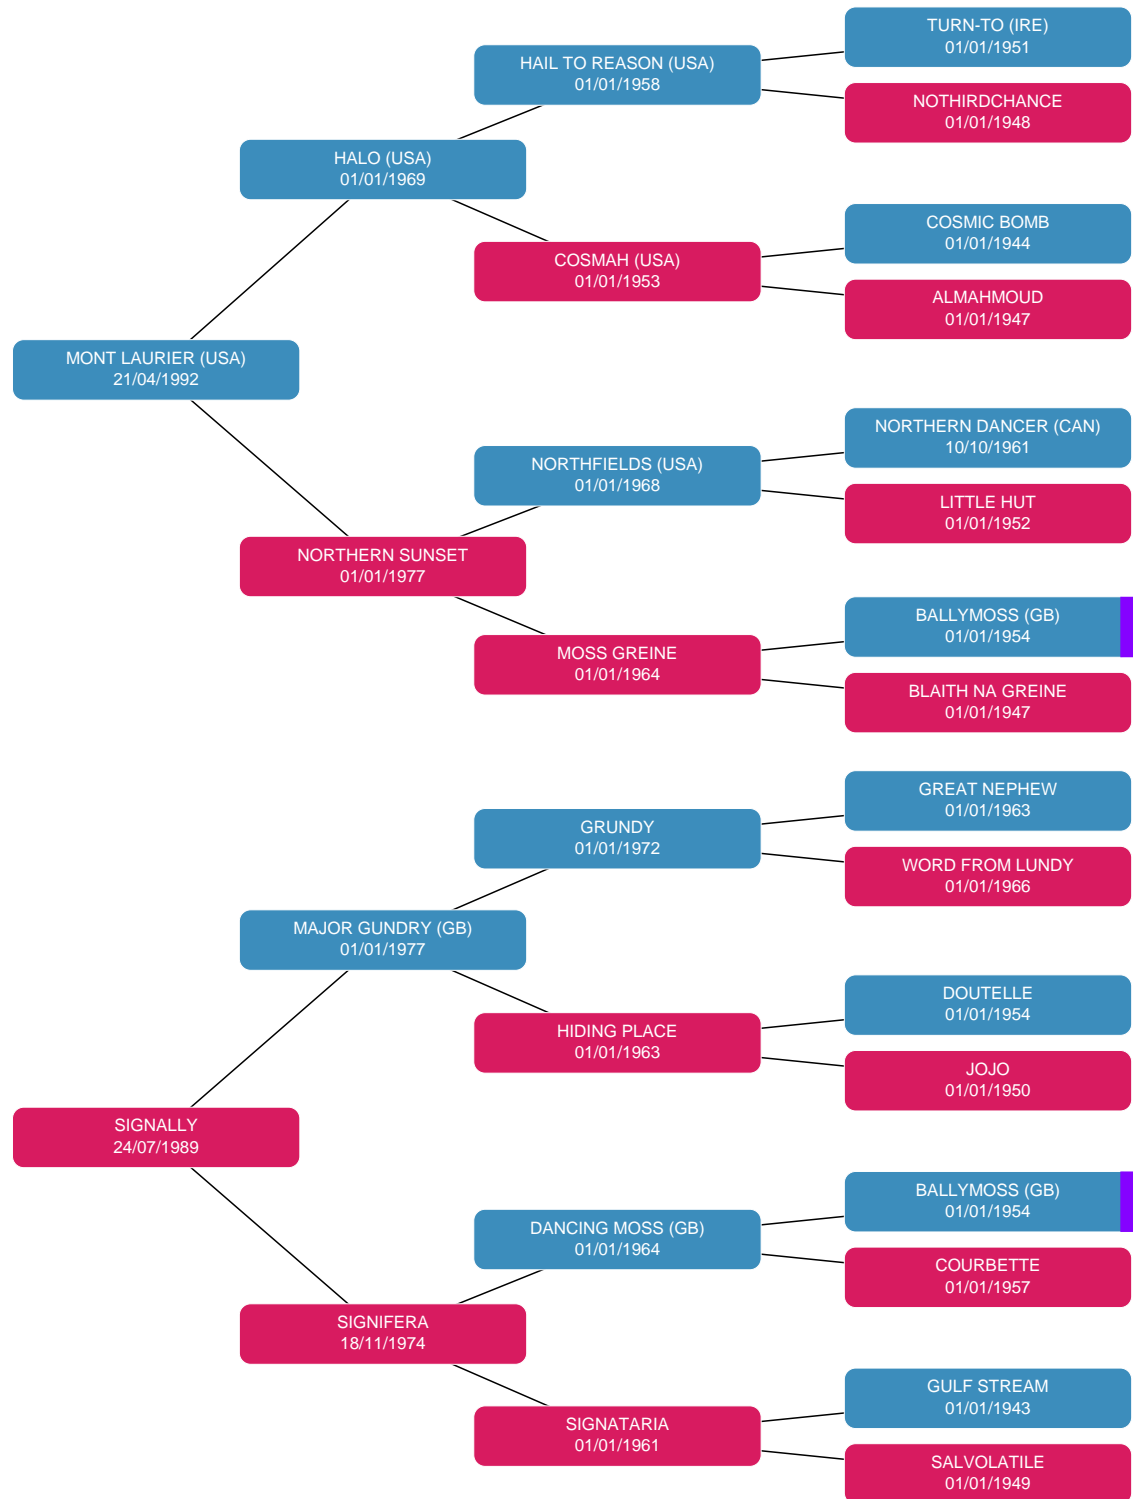 TURN-TO (IRE)
01/01/1951
HAIL TO REASON (USA)
01/01/1958
NOTHIRDCHANCE
01/01/1948
HALO (USA)
01/01/1969
COSMIC BOMB
01/01/1944
COSMAH (USA)
01/01/1953
ALMAHMOUD
01/01/1947
MONT LAURIER (USA)
21/04/1992
NORTHERN DANCER (CAN)
10/10/1961
NORTHFIELDS (USA)
01/01/1968
LITTLE HUT
01/01/1952
NORTHERN SUNSET
01/01/1977
BALLYMOSS (GB)
01/01/1954
MOSS GREINE
01/01/1964
BLAITH NA GREINE
01/01/1947
GREAT NEPHEW
01/01/1963
GRUNDY
01/01/1972
WORD FROM LUNDY
01/01/1966
MAJOR GUNDRY (GB)
01/01/1977
DOUTELLE
01/01/1954
HIDING PLACE
01/01/1963
JOJO
01/01/1950
SIGNALLY
24/07/1989
BALLYMOSS (GB)
01/01/1954
DANCING MOSS (GB)
01/01/1964
COURBETTE
01/01/1957
SIGNIFERA
18/11/1974
GULF STREAM
01/01/1943
SIGNATARIA
01/01/1961
SALVOLATILE
01/01/1949